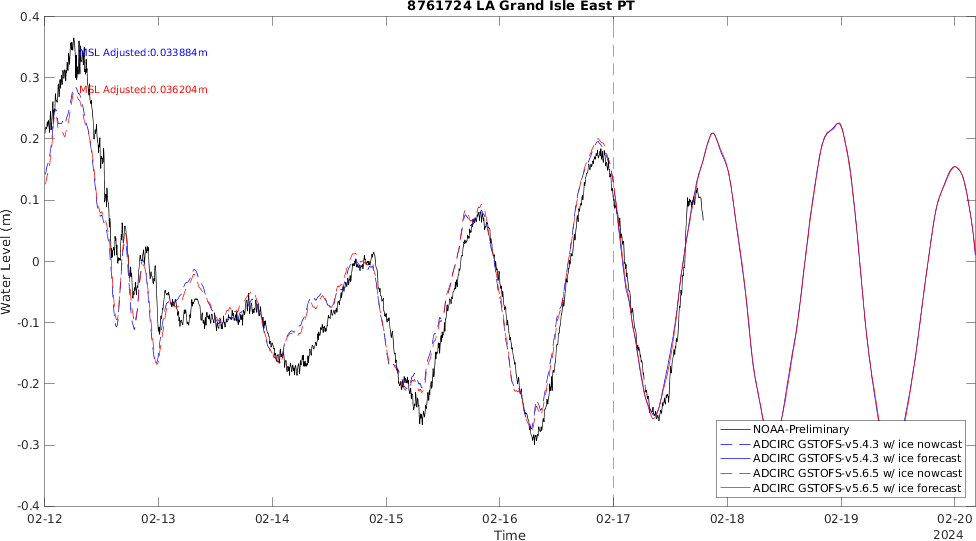 8761724 LA Grand Isle East PT
0.4
0.3
0.2
0.1
0
-0.1
-0.2
-0.3
-0.4
Water Level (m)
MSL Adjusted:0.033884m
MSL Adjusted:0.036204m
NOAA-Preliminary
ADCIRC GSTOFS-v5.4.3 w/ ice nowcast
ADCIRC GSTOFS-v5.4.3 w/ ice forecast
ADCIRC GSTOFS-v5.6.5 w/ ice nowcast
ADCIRC GSTOFS-v5.6.5 w/ ice forecast
02-12 02-13 02-14 02-15 02-16 02-17 02-18 02-19 02-20
Time 2024